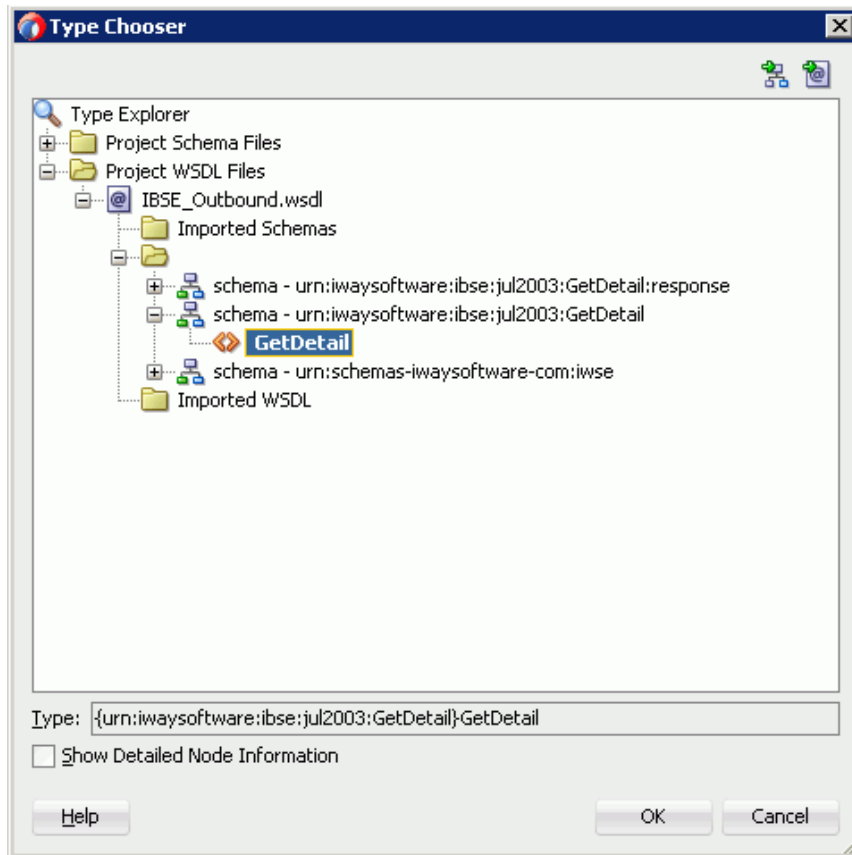 Type Chooser
Type Explorer
Project Schema Files
Project WSDL Files
IBSE_Outbound.wsdl
Imported Schemas
schema - urn:iwaysoftware:ibse:jul2003:GetDetail:response
schema - urn:iwaysoftware:ibse:jul2003:GetDetail
GetDetail
schema - urn:schemas-iwaysoftware-com:iwse
Imported WSDL
Type: {urn:iwaysoftware:ibse:jul2003:GetDetail}GetDetail
Show Detailed Node Information
Help OK Cancel